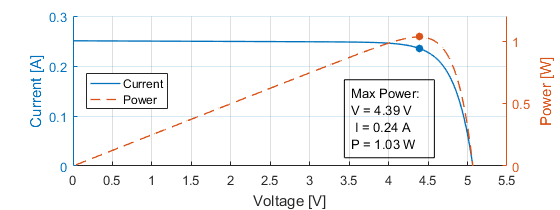 0.3
0.2
0.1
0
Current [A]
Current
Power
Max Power:
V = 4.39 V
I = 0.24 A
P = 1.03 W
1
0.5
0
Power [W]
0 0.5 1 1.5 2 2.5 3 3.5 4 4.5 5 5.5
Voltage [V]